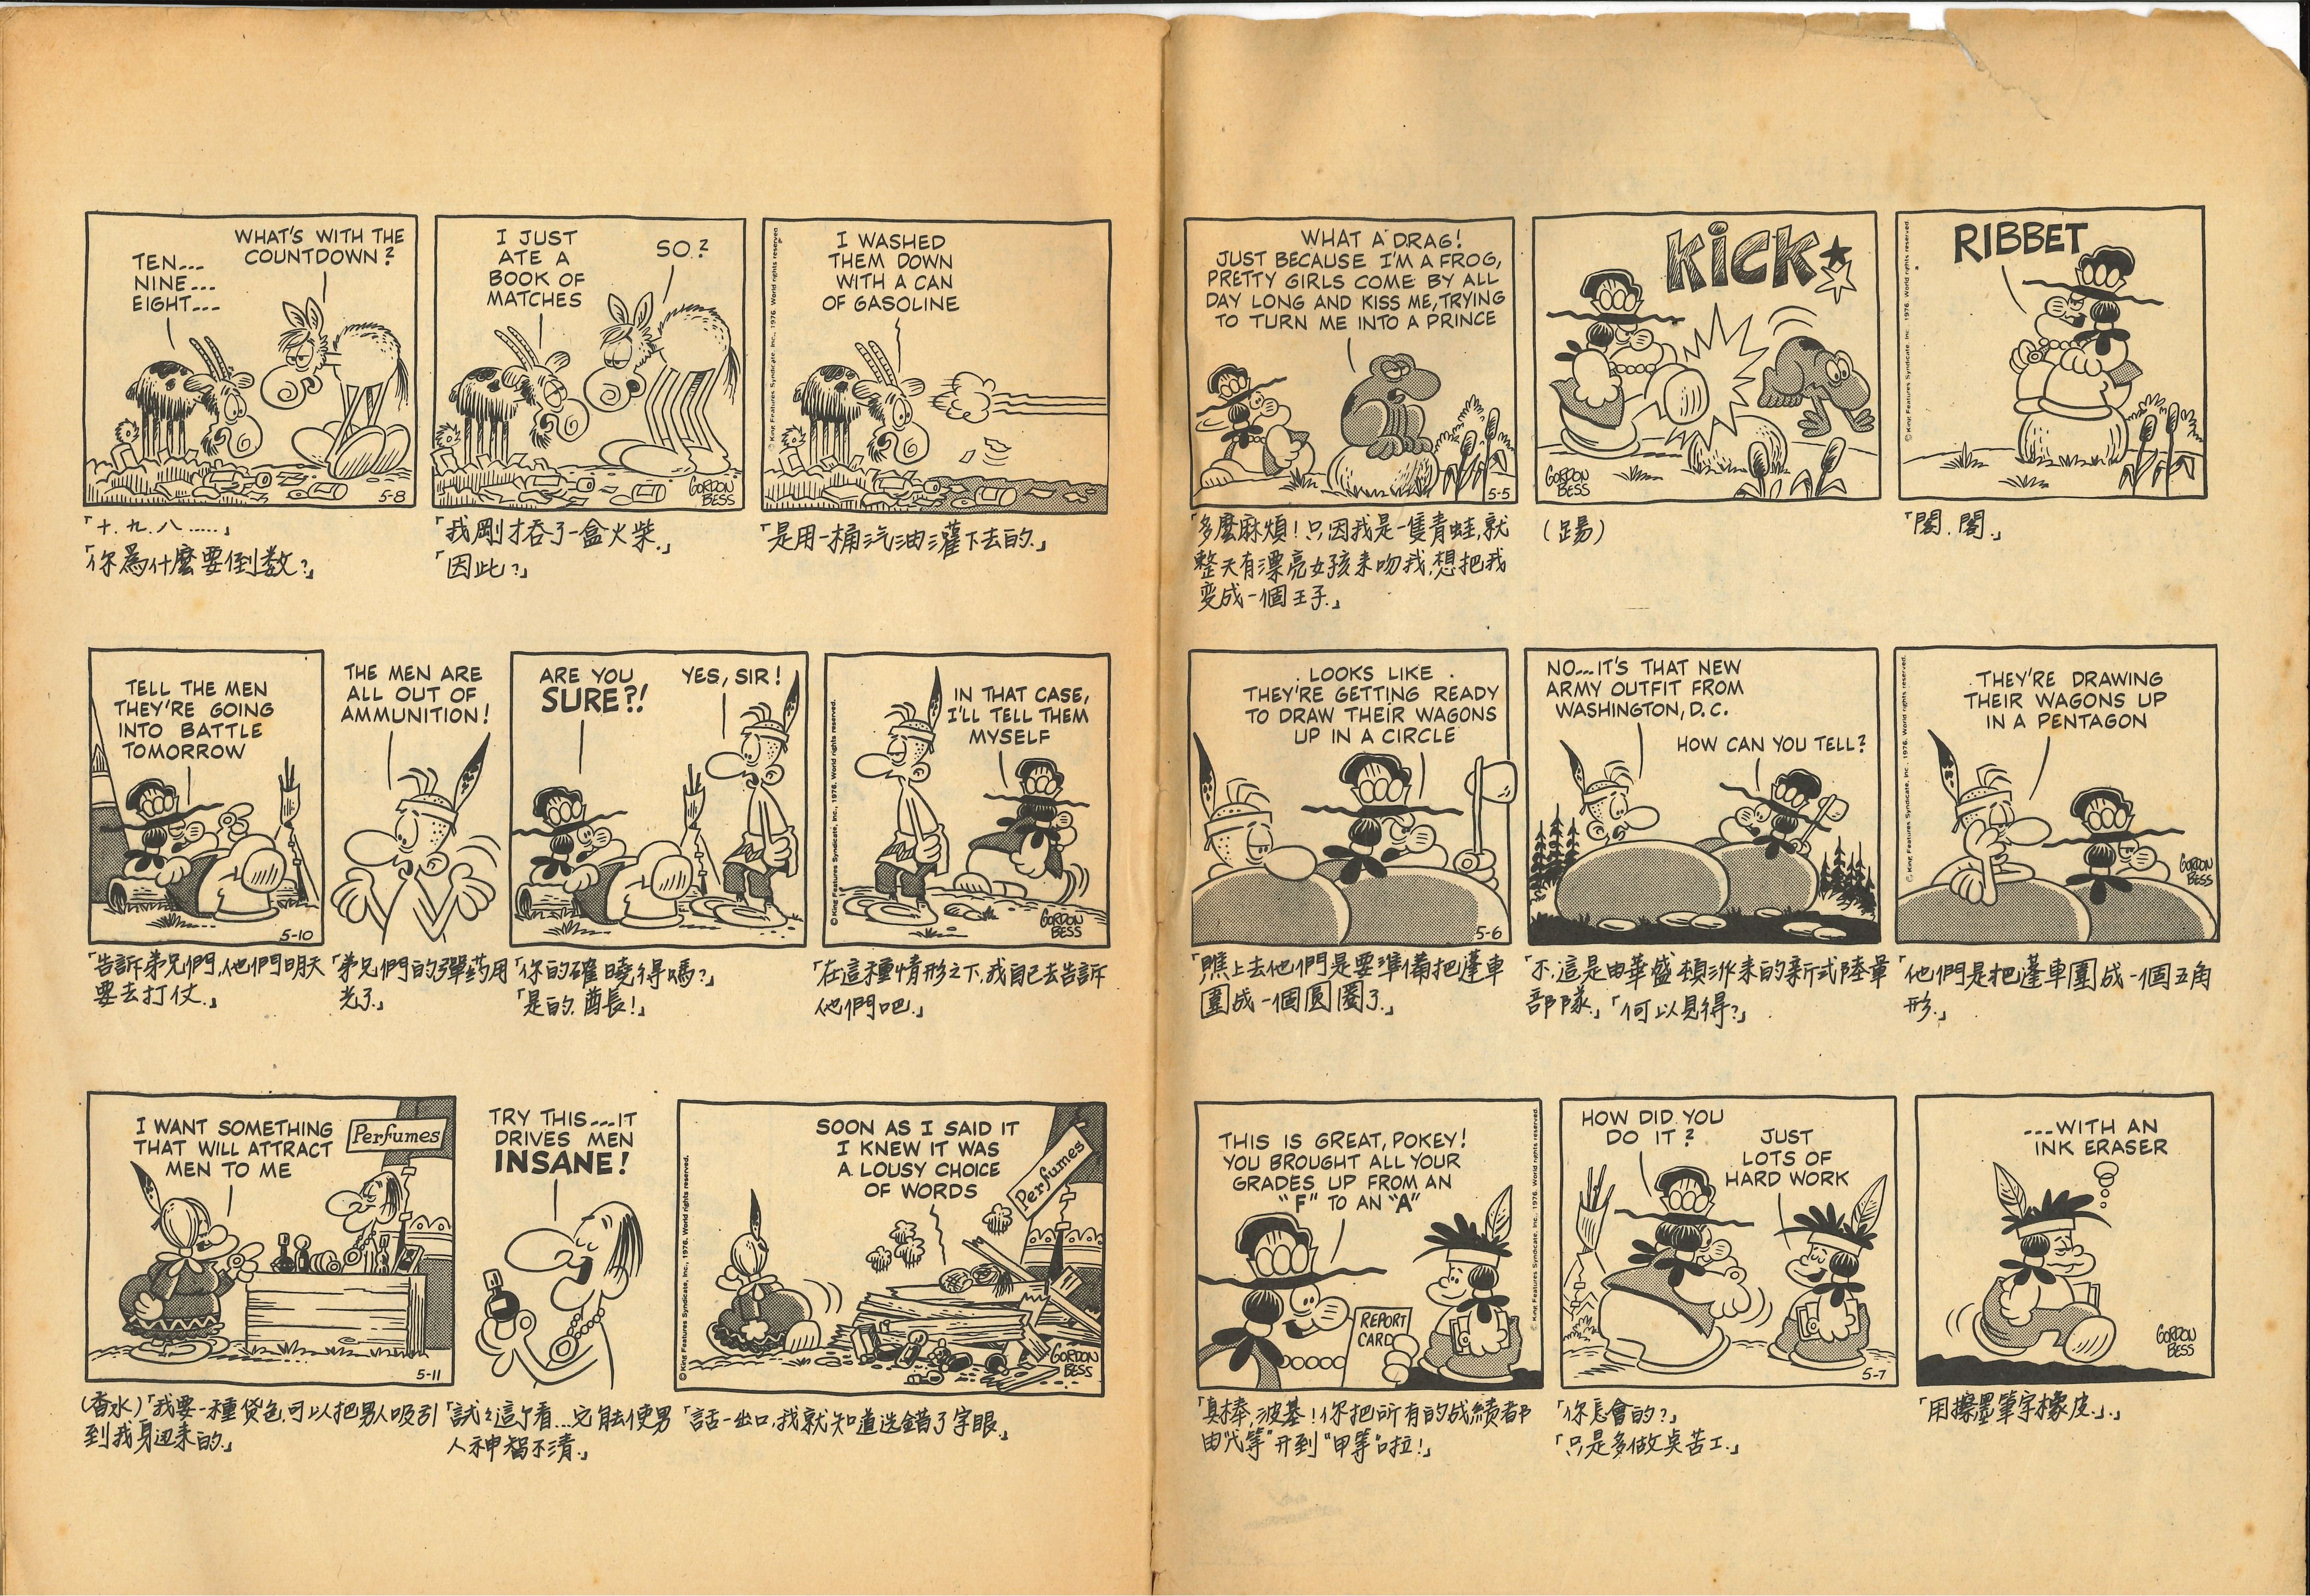 TEN...
NINE...
EIGHT...
WHAT'S WITH THE
COUNTDOWN?
5-8
I JUST
ATE A
BOOK OF
MATCHES
SO?
GORDON
BESS
I WASHED
THEM DOWN
WITH A CAN
OF GASOLINE
© King Features Syndicate, Inc., 1976. World rights reserved.
「十.九.八.....」
「你為什麼要倒数?」
「我剛才吞了一盒火柴.」
「因此?」
「是用一桶汽油灌下去的.」
TELL THE MEN
THEY'RE GOING
INTO BATTLE
TOMORROW
5-10
THE MEN ARE
ALL OUT OF
AMMUNITION!
ARE YOU
SURE?!
YES, SIR!
© King Features Syndicate, Inc., 1976. World rights reserved.
IN THAT CASE,
I'LL TELL THEM
MYSELF
GORDON
BESS
「告訴弟兄們,他們明天
要去打仗.」
「弟兄們的彈药用
光了.」
「你的確曉得嗎?」
「是的.酋長!」
「在這種情形之下,我自己去告訴
他們吧.」
I WANT SOMETHING
THAT WILL ATTRACT
MEN TO ME
Perfumes
5-11
TRY THIS...IT
DRIVES MEN
INSANE!
© King Features Syndicate, Inc., 1976. World rights reserved.
SOON AS I SAID IT
I KNEW IT WAS
A LOUSY CHOICE
OF WORDS
Perfumes
GORDON
BESS
(香水)「我要一種貨色,可以把男人吸引
到我身边来的.」
「試々這个看...它能使男
人神智不清.」
「話一出口,我就知道选錯了字眼.」
WHAT A DRAG!
JUST BECAUSE I'M A FROG,
PRETTY GIRLS COME BY ALL
DAY LONG AND KISS ME, TRYING
TO TURN ME INTO A PRINCE
5-5
KICK
GORDON
BESS
© King Features Syndicate, Inc., 1976. World rights reserved.
RIBBET
「多麼麻煩!只因我是一隻青蛙,就
整天有漂亮女孩来吻我,想把我
变成一個王子.」
(踢)
「閣.閣.」
LOOKS LIKE
THEY'RE GETTING READY
TO DRAW THEIR WAGONS
UP IN A CIRCLE
5-6
NO...IT'S THAT NEW
ARMY OUTFIT FROM
WASHINGTON, D.C.
HOW CAN YOU TELL?
© King Features Syndicate, Inc., 1976. World rights reserved.
THEY'RE DRAWING
THEIR WAGONS UP
IN A PENTAGON
GORDON
BESS
「瞧上去他們是要準備把蓬車
圍成一個圆圈了.」
「不,這是由華盛頓派来的新式陸軍
部隊.」「何以見得?」
「他們是把蓬車圍成一個五角
形.」
THIS IS GREAT, POKEY!
YOU BROUGHT ALL YOUR
GRADES UP FROM AN
"F" TO AN "A"
REPORT
CARD
© King Features Syndicate, Inc., 1976. World rights reserved.
HOW DID YOU
DO IT?
JUST
LOTS OF
HARD WORK
5-7
...WITH AN
INK ERASER
GORDON
BESS
「真棒,波基!你把所有的成績都
由"等"升到"甲等"啦!」
「你怎會的?」
「只是多做点苦工.」
「用擦墨筆字橡皮..」